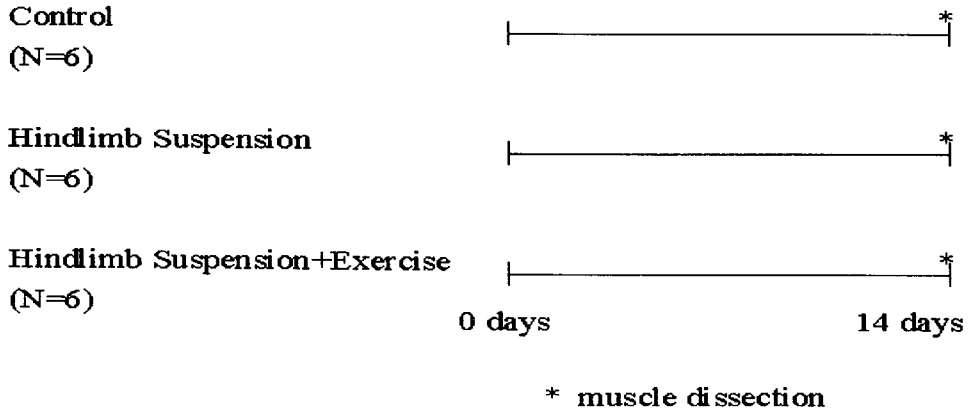 Control
*
(N=6)
Hindlimb Suspension
*
(N=6)
Hindlimb Suspension+Exercise
*
(N=6)
0 days 14 days
* muscle dissection